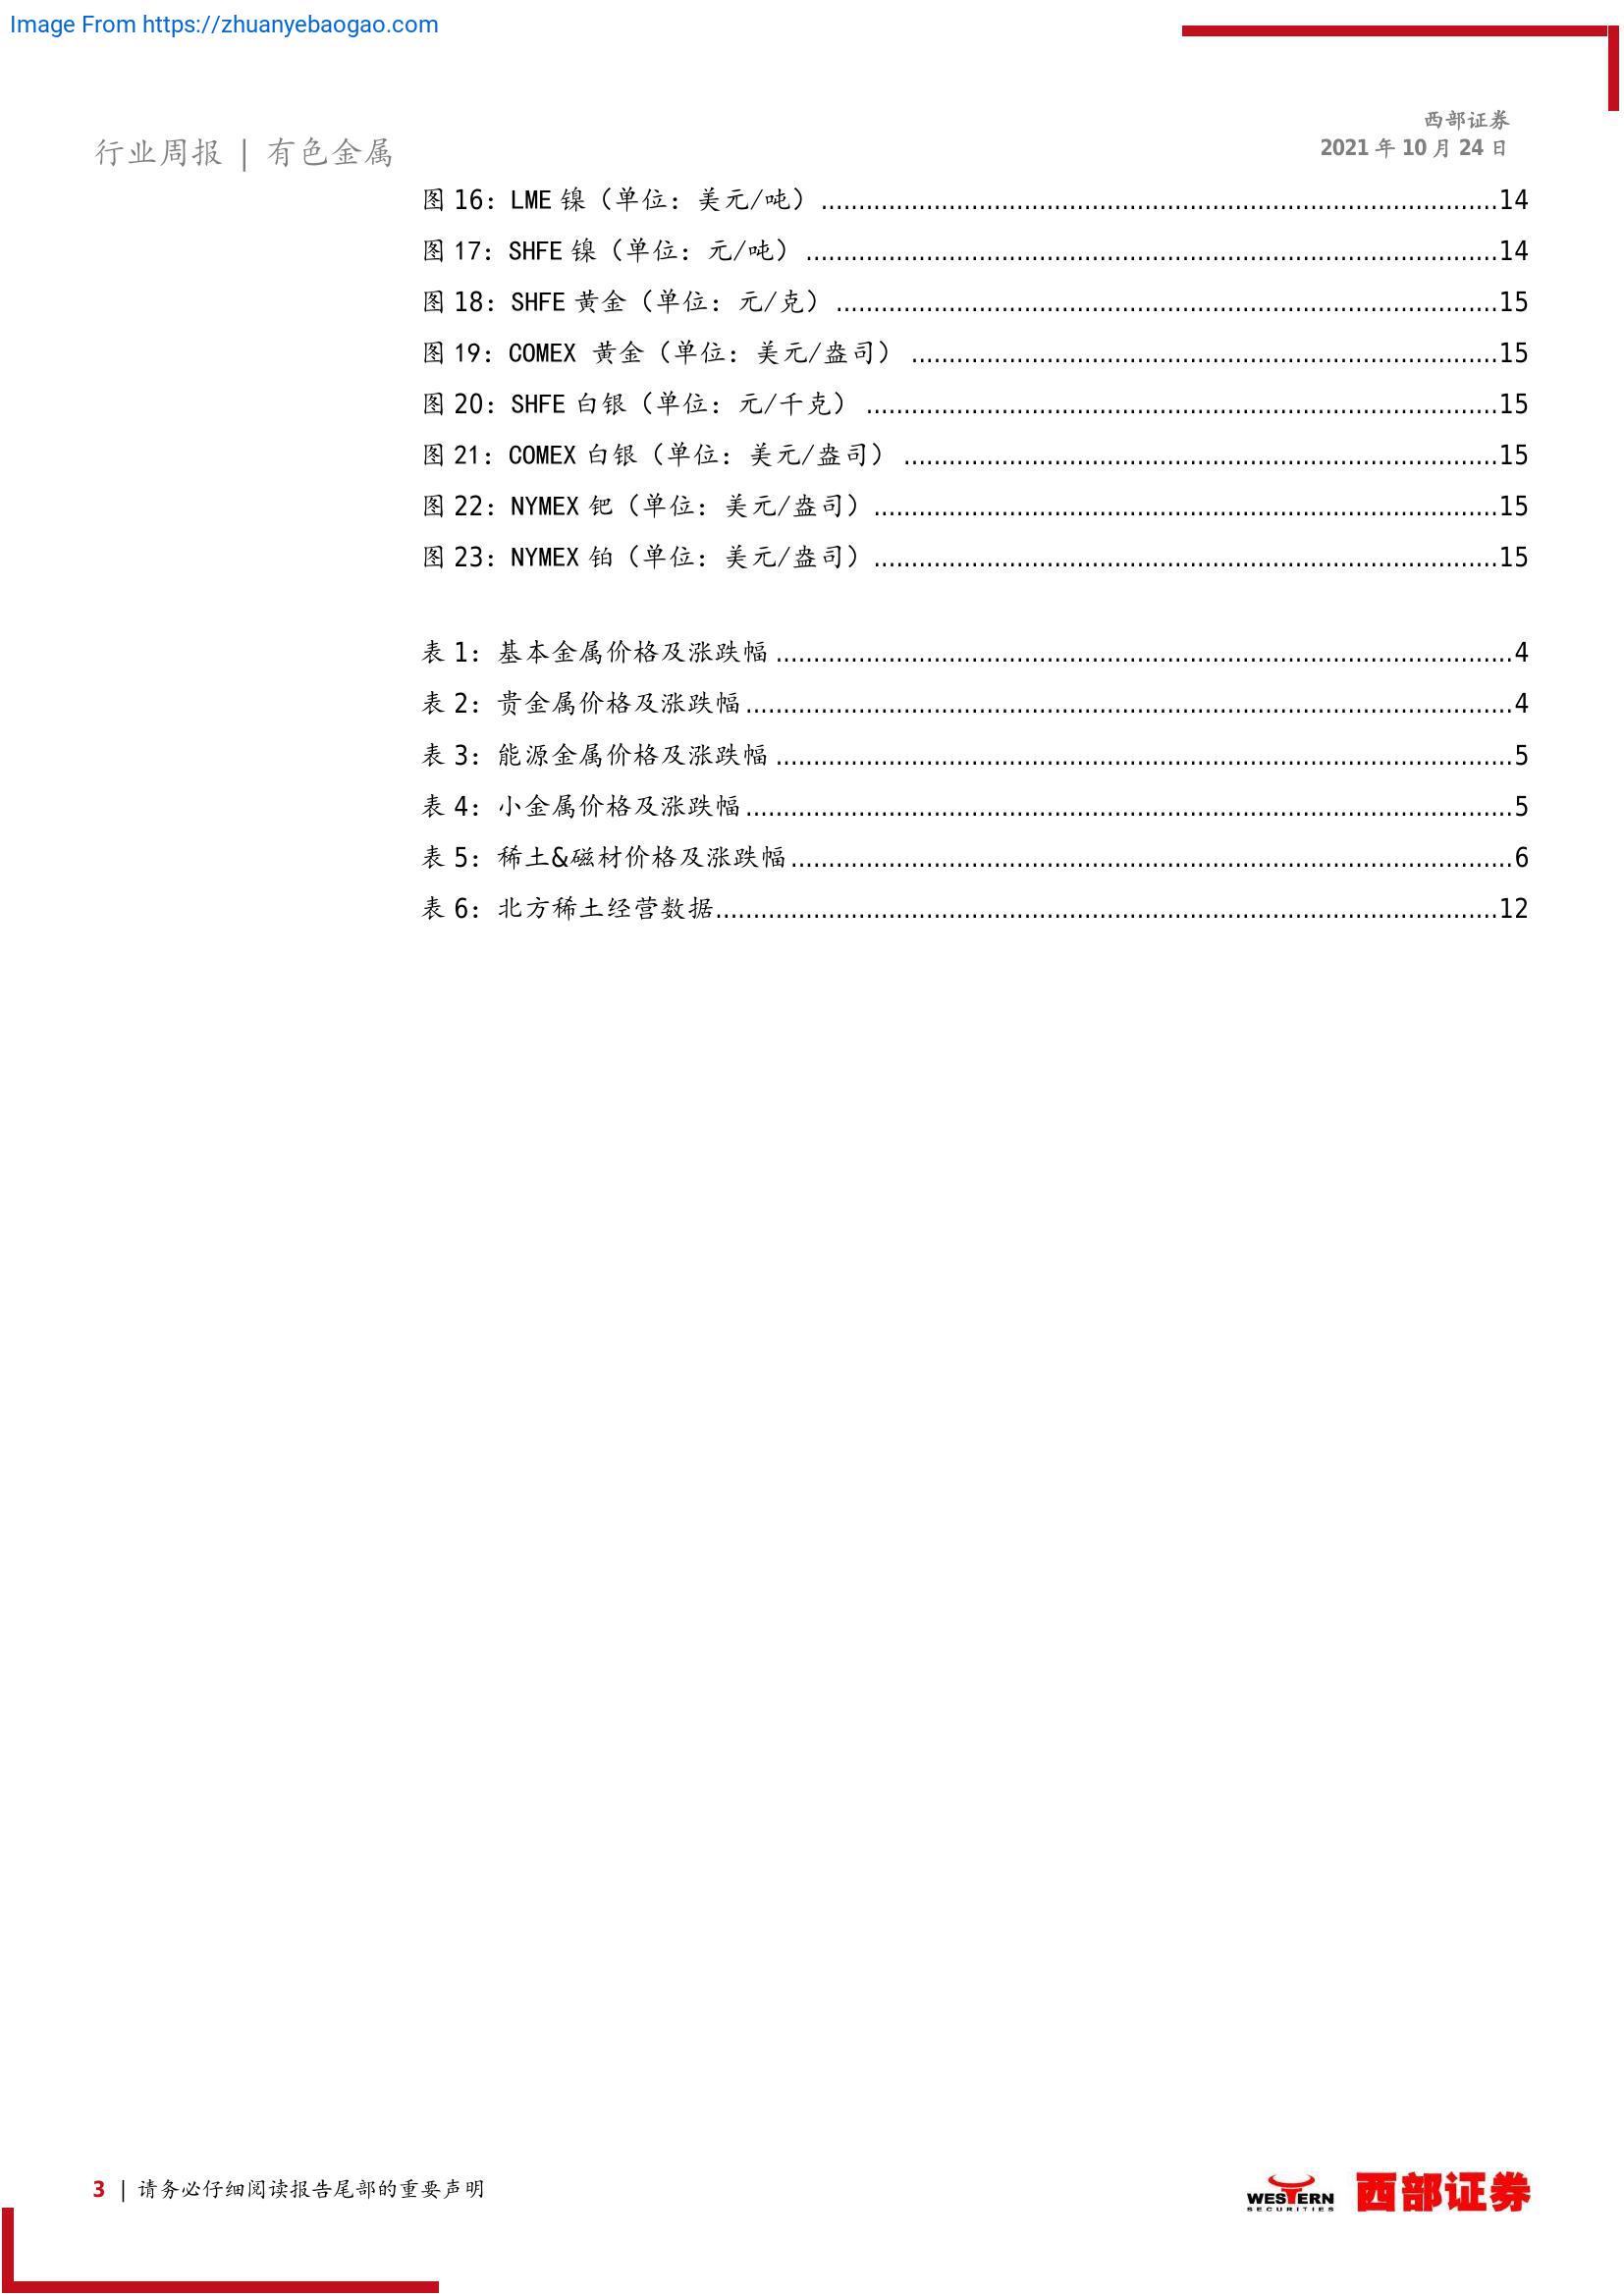 Image From https://zhuanyebaogao.com
西部证券
行业周报 | 有色金属
2021 年 10 月 24 日
图 16：LME 镍（单位：美元/吨）...14
图 17：SHFE 镍（单位：元/吨）...14
图 18：SHFE 黄金（单位：元/克）...15
图 19：COMEX 黄金（单位：美元/盎司）...15
图 20：SHFE 白银（单位：元/千克）...15
图 21：COMEX 白银（单位：美元/盎司）...15
图 22：NYMEX 钯（单位：美元/盎司）...15
图 23：NYMEX 铂（单位：美元/盎司）...15
表 1：基本金属价格及涨跌幅...4
表 2：贵金属价格及涨跌幅...4
表 3：能源金属价格及涨跌幅...5
表 4：小金属价格及涨跌幅...5
表 5：稀土&磁材价格及涨跌幅...6
表 6：北方稀土经营数据...12
3 | 请务必仔细阅读报告尾部的重要声明
WESTERN
SECURITIES
西部证券